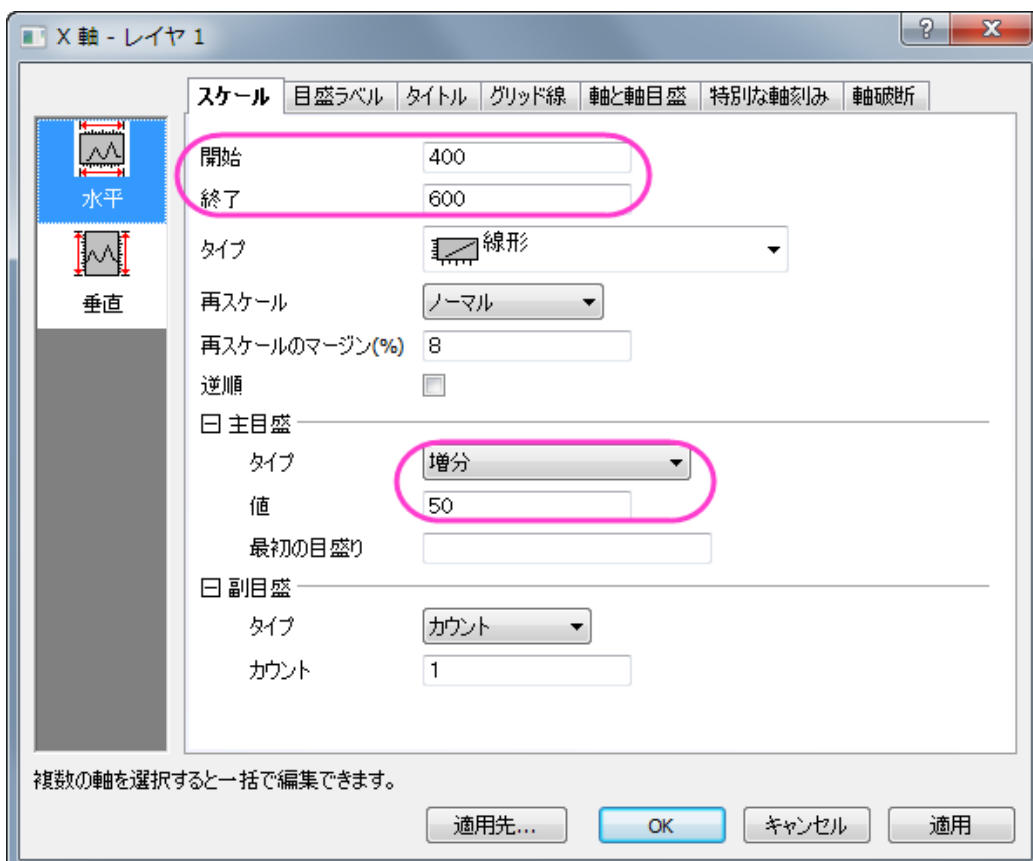 X 軸 - レイヤ 1
?
スケール 目盛ラベル タイトル グリッド線 軸と軸目盛 特別な軸刻み 軸破断
水平
垂直
開始 400
終了 600
タイプ 線形
再スケール ノーマル
再スケールのマージン(%) 8
逆順
主目盛
タイプ 増分
値 50
最初の目盛り
副目盛
タイプ カウント
カウント 1
複数の軸を選択すると一括で編集できます。
適用先... OK キャンセル 適用